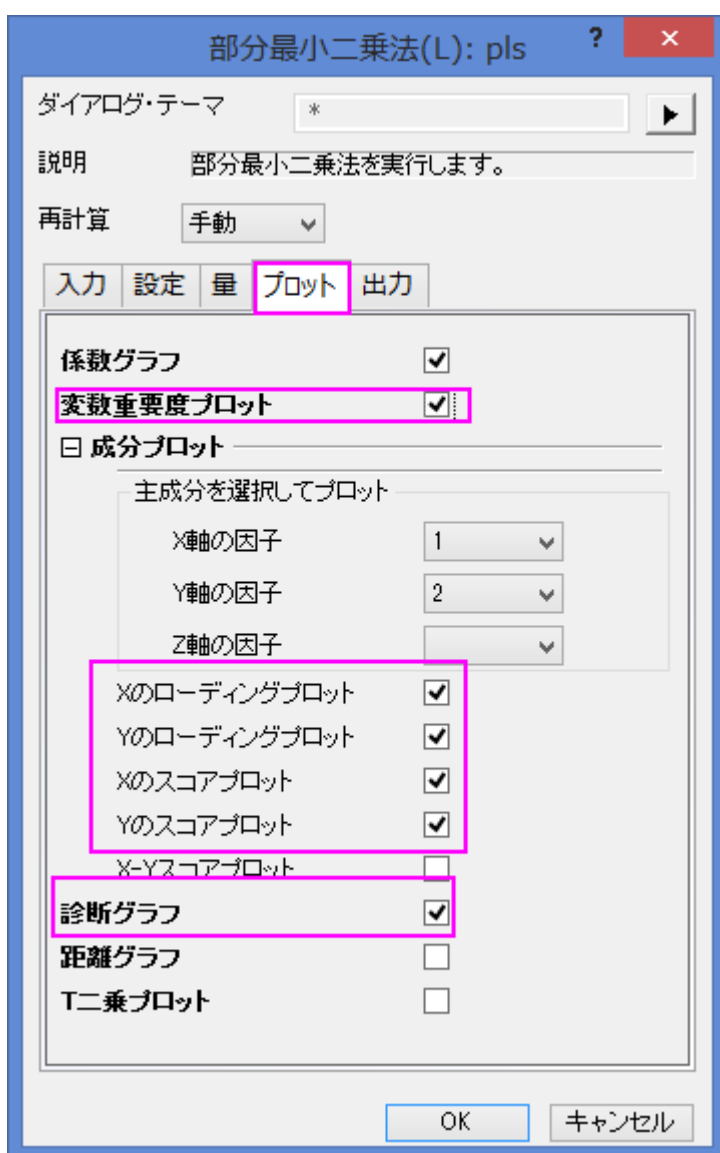 部分最小二乗法(L): pls ? ×
ダイアログ・テーマ *
説明 部分最小二乗法を実行します。
再計算 手動
入力 設定 量 プロット 出力
係数グラフ
変数重要度プロット
成分プロット
主成分を選択してプロット
X軸の因子 1
Y軸の因子 2
Z軸の因子
Xのローディングプロット
Yのローディングプロット
Xのスコアプロット
Yのスコアプロット
X-Yスコアプロット
診断グラフ
距離グラフ
T二乗プロット
OK キャンセル